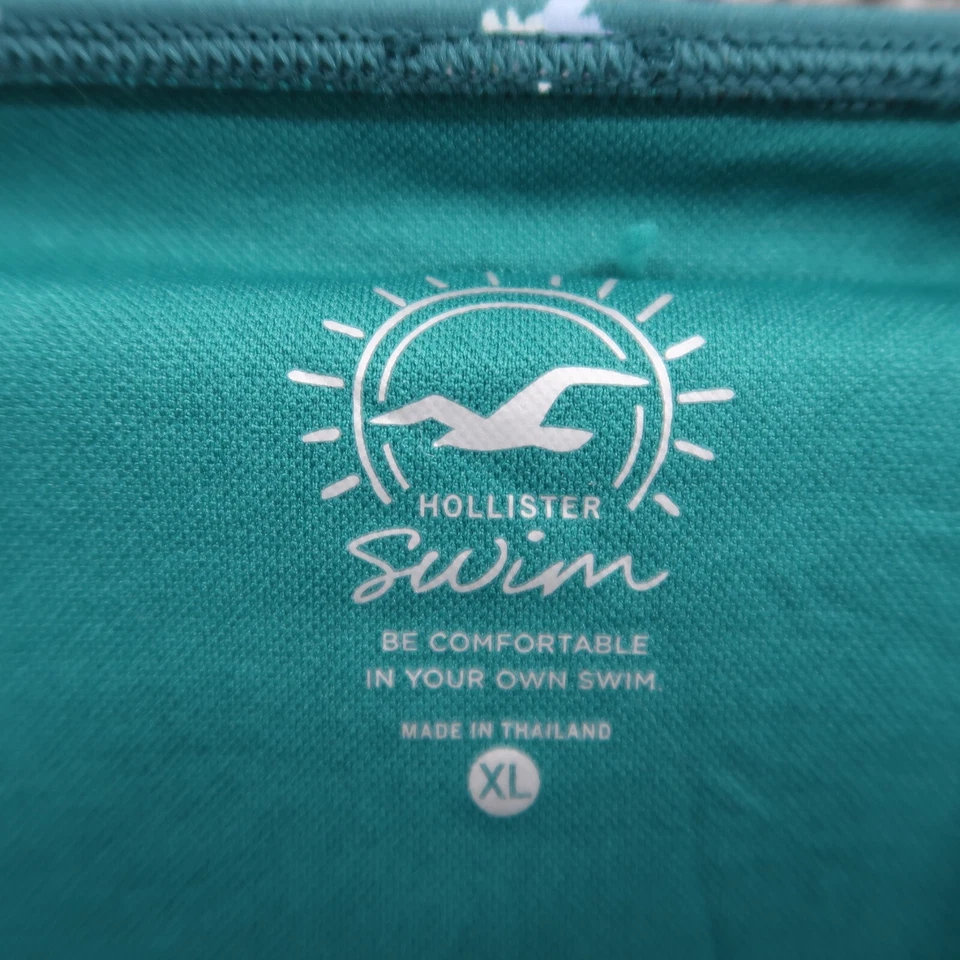 HOLLISTER
Swim
BE COMFORTABLE
IN YOUR OWN SWIM.
MADE IN THAILAND
XL